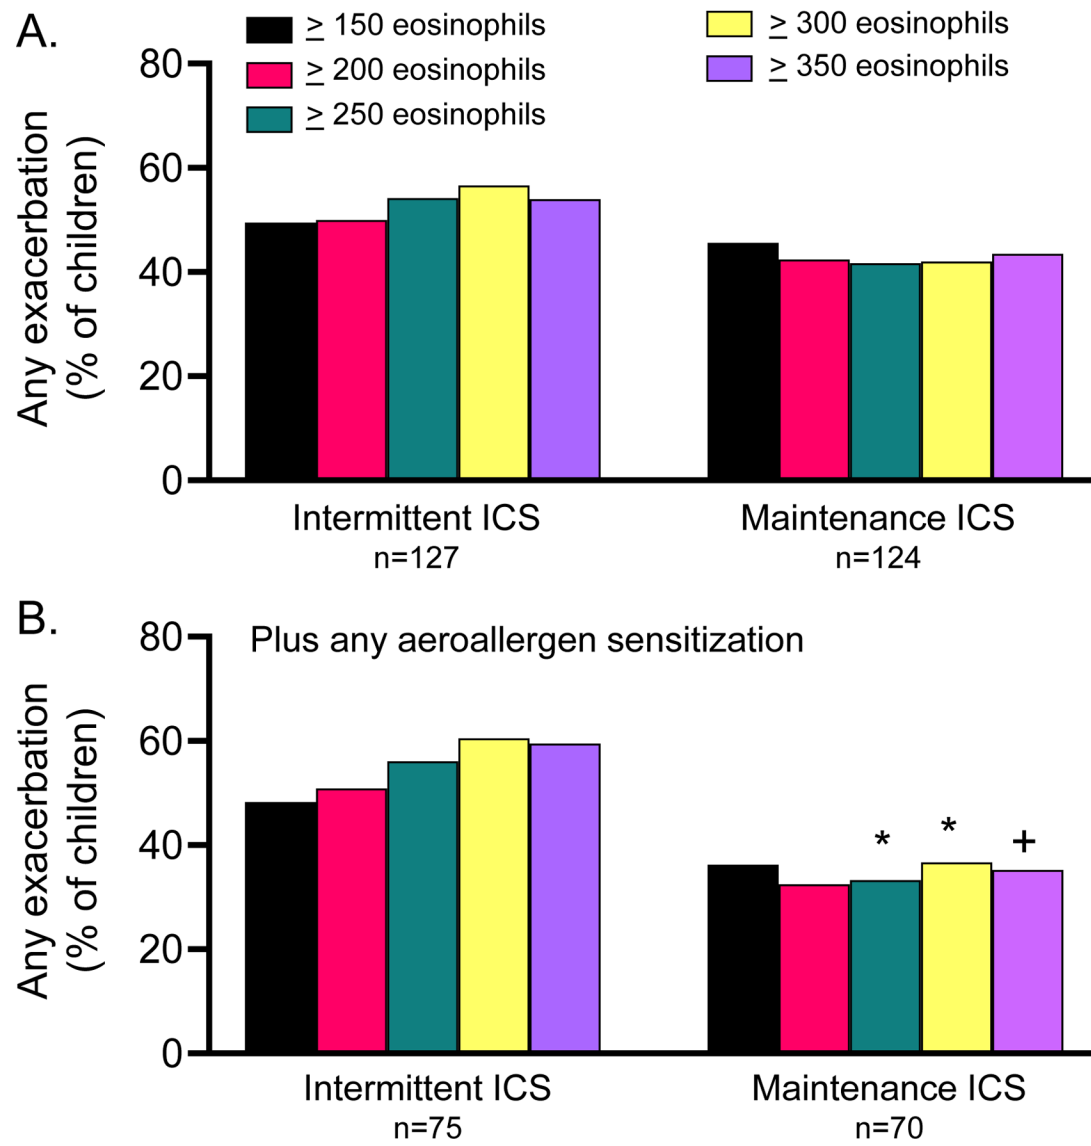 A.
≥ 150 eosinophils
≥ 200 eosinophils
≥ 250 eosinophils
≥ 300 eosinophils
≥ 350 eosinophils
Any exacerbation
(% of children)
80
60
40
20
0
Intermittent ICS
n=127
Maintenance ICS
n=124
B.
Plus any aeroallergen sensitization
Any exacerbation
(% of children)
80
60
40
20
0
* * +
Intermittent ICS
n=75
Maintenance ICS
n=70